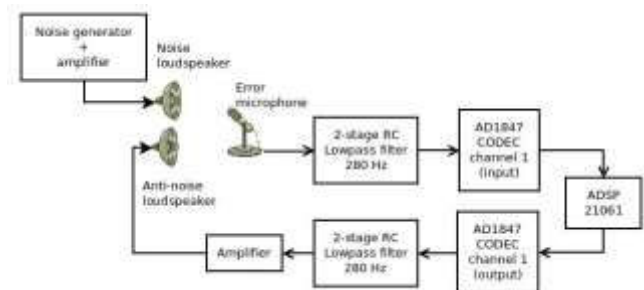 Noise generator
+
amplifier
Noise
loudspeaker
Error
microphone
2-stage RC
Lowpass filter
280 Hz
AD1847
CODEC
channel 1
(input)
ADSP
21061
Anti-noise
loudspeaker
Amplifier
2-stage RC
Lowpass filter
280 Hz
AD1847
CODEC
channel 1
(output)